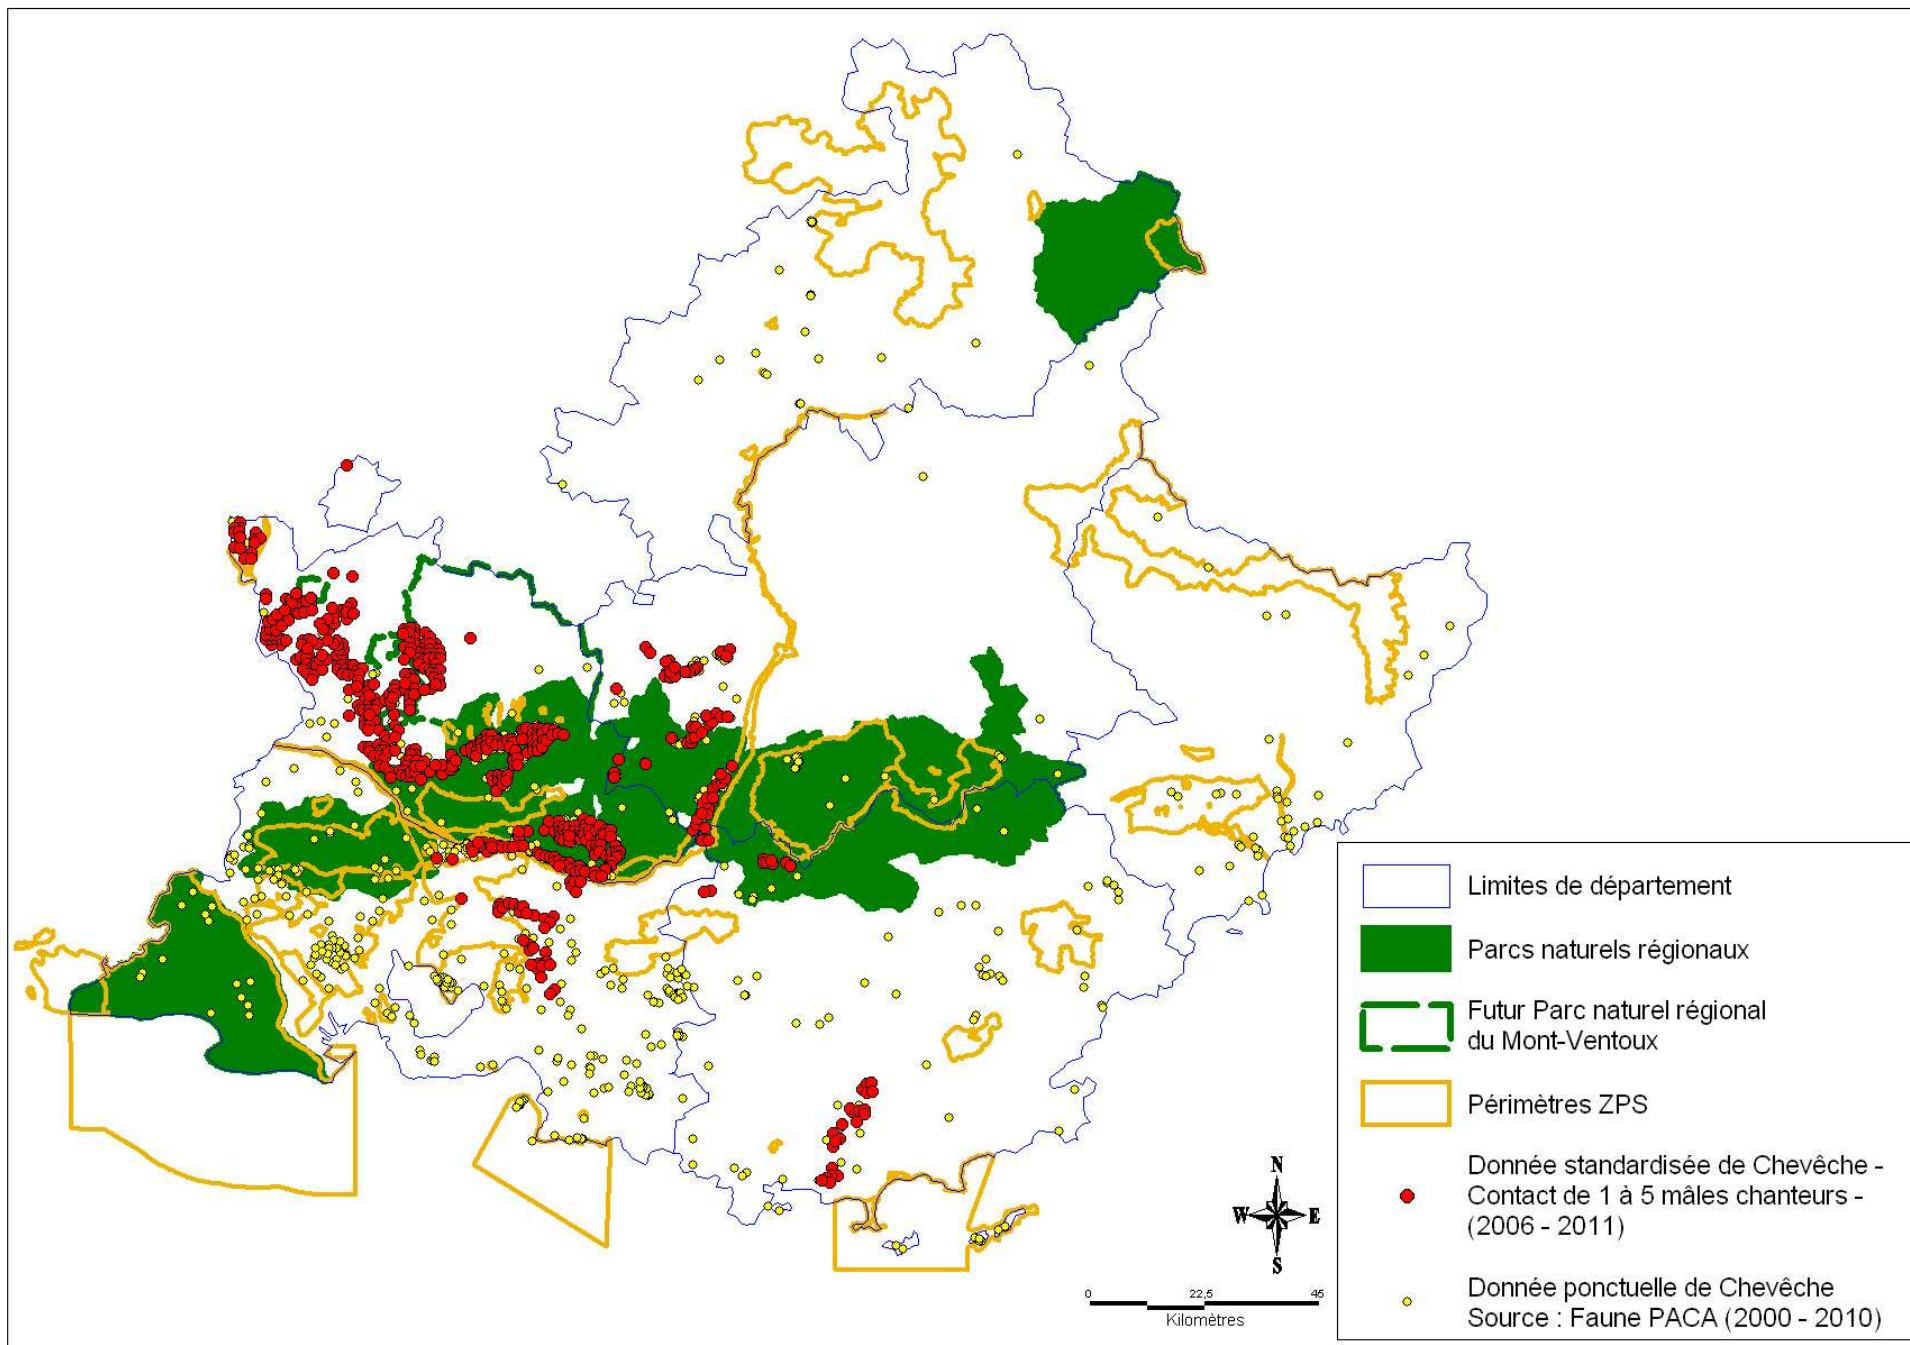 Limites de département
Parcs naturels régionaux
Futur Parc naturel régional
du Mont-Ventoux
Périmètres ZPS
Donnée standardisée de Chevêche -
Contact de 1 à 5 mâles chanteurs -
(2006 - 2011)
Donnée ponctuelle de Chevêche
Source : Faune PACA (2000 - 2010)
N
W E
S
0 22,5 45
Kilomètres